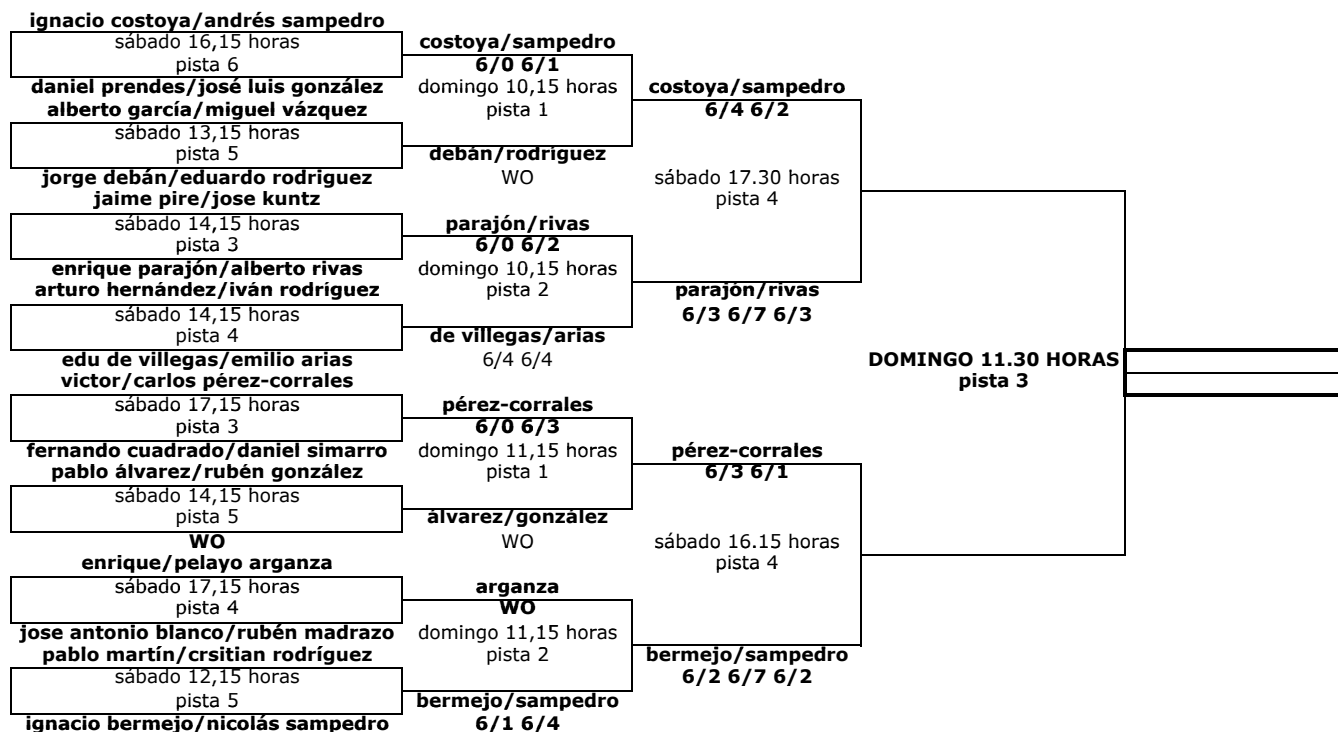 ignacio costoya/andrés sampedro
sábado 16,15 horas
pista 6
costoya/sampedro
6/0 6/1
daniel prendes/josé luis gonzález
alberto garcía/miguel vázquez
domingo 10,15 horas
pista 1
costoya/sampedro
6/4 6/2
sábado 13,15 horas
pista 5
debán/rodríguez
WO
jorge debán/eduardo rodriguez
jaime pire/jose kuntz
sábado 17.30 horas
pista 4
sábado 14,15 horas
pista 3
parajón/rivas
6/0 6/2
enrique parajón/alberto rivas
arturo hernández/iván rodríguez
domingo 10,15 horas
pista 2
parajón/rivas
6/3 6/7 6/3
sábado 14,15 horas
pista 4
de villegas/arias
6/4 6/4
edu de villegas/emilio arias
victor/carlos pérez-corrales
DOMINGO 11.30 HORAS
pista 3
sábado 17,15 horas
pista 3
pérez-corrales
6/0 6/3
fernando cuadrado/daniel simarro
pablo álvarez/rubén gonzález
domingo 11,15 horas
pista 1
pérez-corrales
6/3 6/1
sábado 14,15 horas
pista 5
álvarez/gonzález
WO
WO
enrique/pelayo arganza
sábado 16.15 horas
pista 4
sábado 17,15 horas
pista 4
arganza
WO
jose antonio blanco/rubén madrazo
pablo martín/crsitian rodríguez
domingo 11,15 horas
pista 2
bermejo/sampedro
6/2 6/7 6/2
sábado 12,15 horas
pista 5
bermejo/sampedro
6/1 6/4
ignacio bermejo/nicolás sampedro